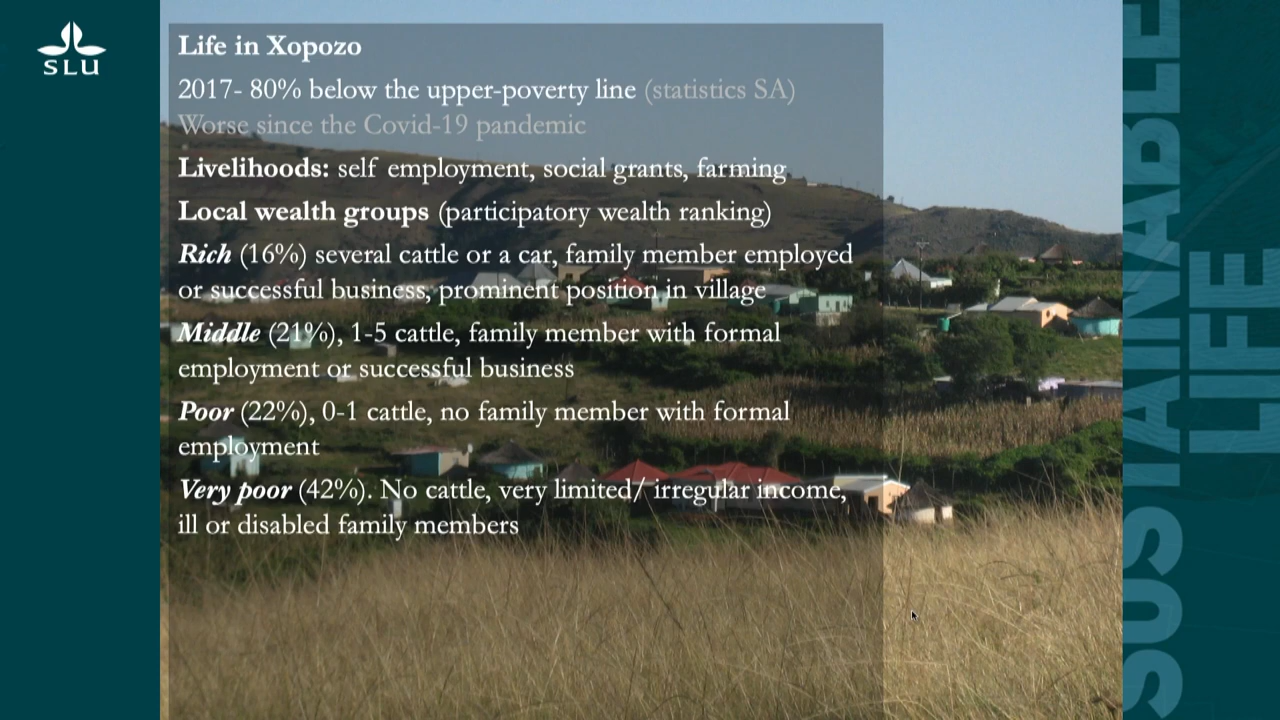 SLU
Life in Xopozo
2017- 80% below the upper-poverty line (statistics SA)
Worse since the Covid-19 pandemic
Livelihoods: self employment, social grants, farming
Local wealth groups (participatory wealth ranking)
Rich (16%) several cattle or a car, family member employed
or successful business, prominent position in village
Middle (21%), 1-5 cattle, family member with formal
employment or successful business
Poor (22%), 0-1 cattle, no family member with formal
employment
Very poor (42%). No cattle, very limited/ irregular income,
ill or disabled family members
SUSTAINABLE
LIFE